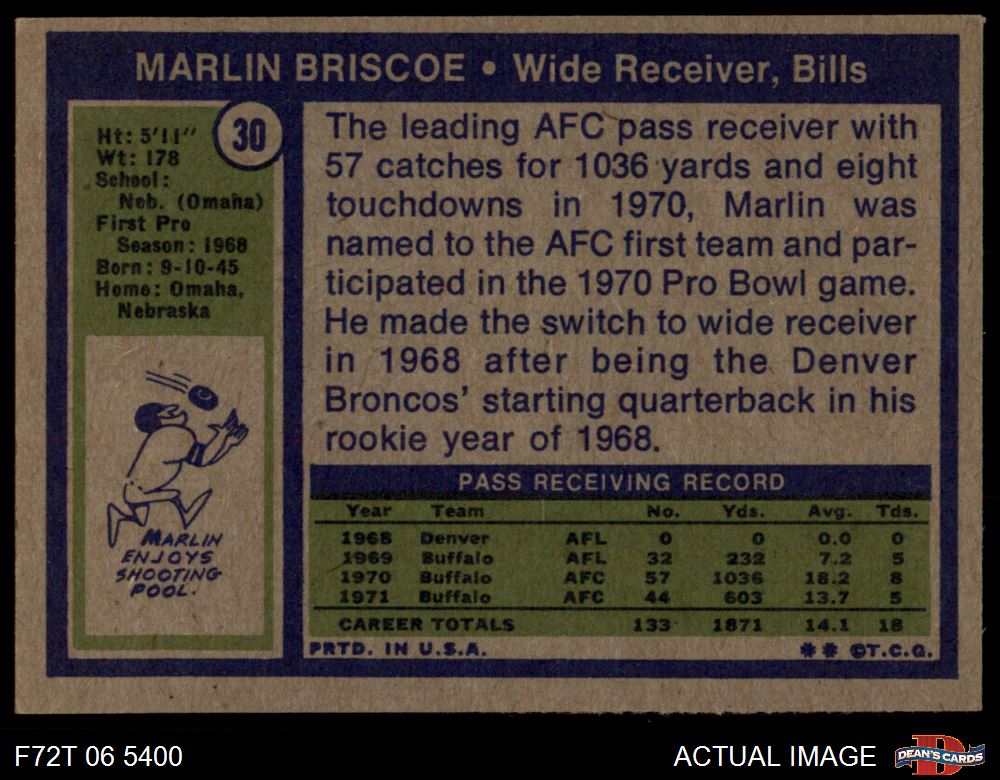 MARLIN BRISCOE • Wide Receiver, Bills
30
Ht: 5'11"
Wt: 178
School:
Neb. (Omaha)
First Pro
Season: 1968
Born: 9-10-45
Home: Omaha,
Nebraska
MARLIN
ENJOYS
SHOOTING
POOL.
The leading AFC pass receiver with
57 catches for 1036 yards and eight
touchdowns in 1970, Marlin was
named to the AFC first team and par-
ticipated in the 1970 Pro Bowl game.
He made the switch to wide receiver
in 1968 after being the Denver
Broncos' starting quarterback in his
rookie year of 1968.
PASS RECEIVING RECORD
Year Team No. Yds. Avg. Tds.
1968 Denver AFL 0 0 0.0 0
1969 Buffalo AFL 32 232 7.2 5
1970 Buffalo AFC 57 1036 18.2 8
1971 Buffalo AFC 44 603 13.7 5
CAREER TOTALS 133 1871 14.1 18
PRTD. IN U.S.A. ** ©T.C.G.
F72T 06 5400
ACTUAL IMAGE
D
DEAN'S CARDS